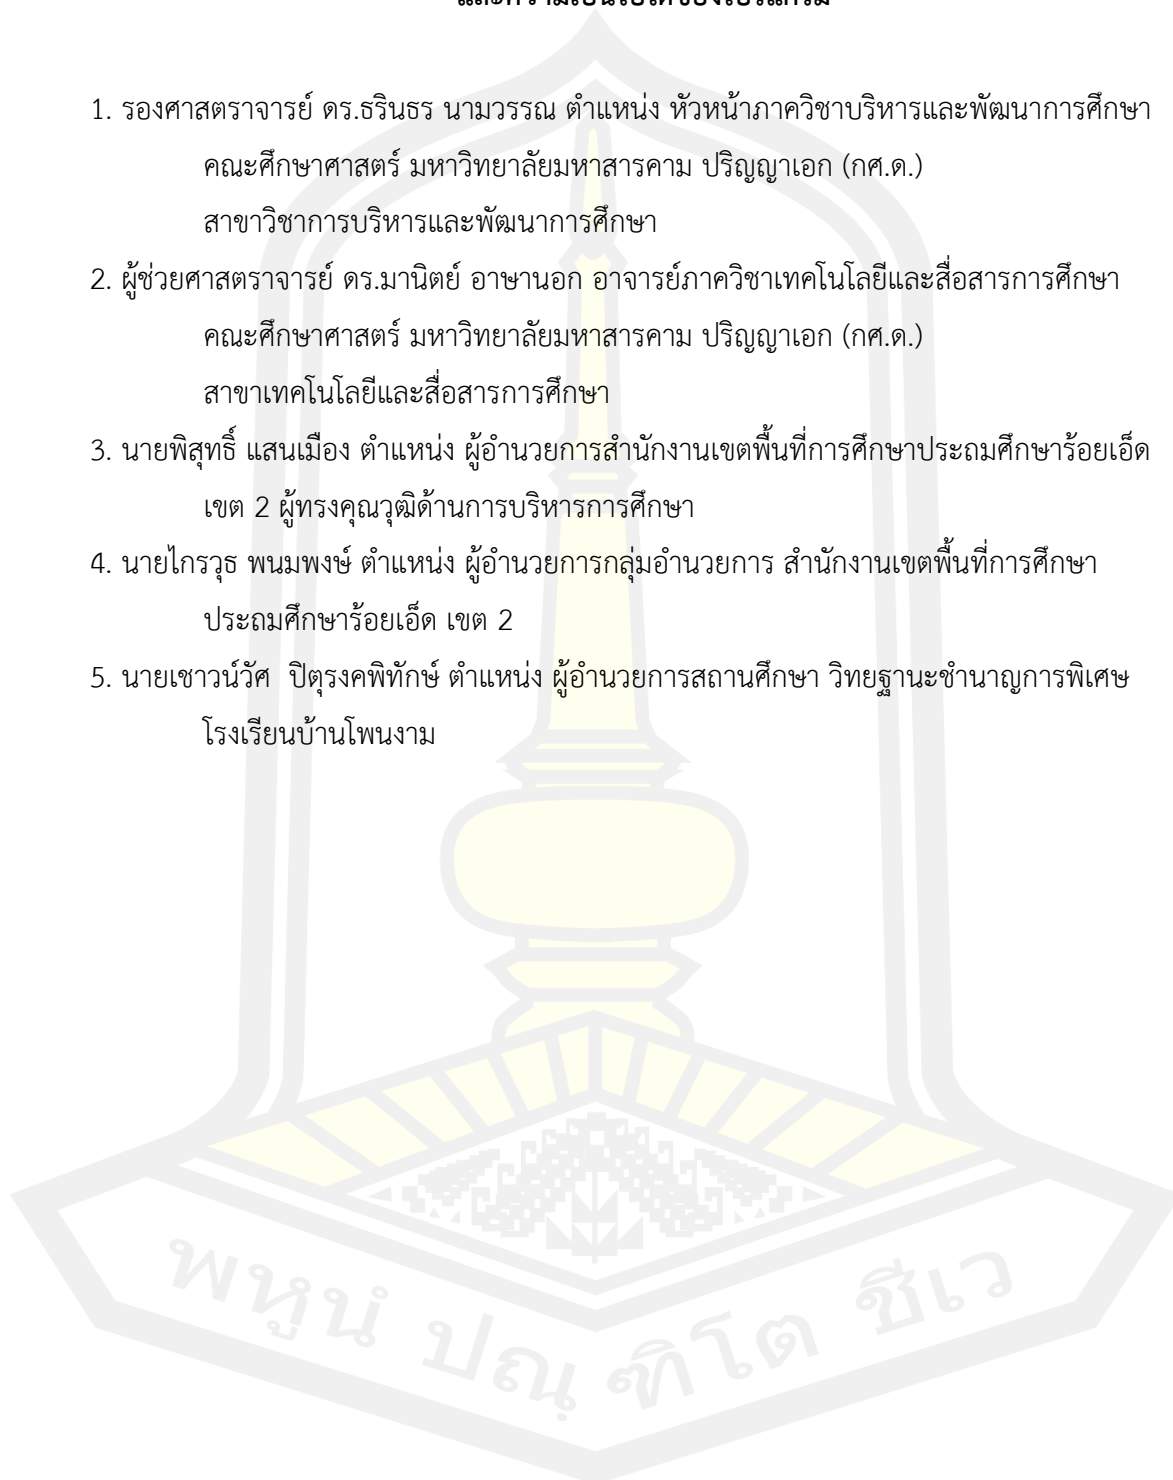 และความเป็นไปได้ของโปรแกรม
1. รองศาสตราจารย์ ดร.ธรินธร นามวรรณ ตำแหน่ง หัวหน้าภาควิชาบริหารและพัฒนาการศึกษา
คณะศึกษาศาสตร์ มหาวิทยาลัยมหาสารคาม ปริญญาเอก (กศ.ด.)
สาขาวิชาการบริหารและพัฒนาการศึกษา
2. ผู้ช่วยศาสตราจารย์ ดร.มานิตย์ อาษานอก อาจารย์ภาควิชาเทคโนโลยีและสื่อสารการศึกษา
คณะศึกษาศาสตร์ มหาวิทยาลัยมหาสารคาม ปริญญาเอก (กศ.ด.)
สาขาเทคโนโลยีและสื่อสารการศึกษา
3. นายพิสุทธิ์ แสนเมือง ตำแหน่ง ผู้อำนวยการสำนักงานเขตพื้นที่การศึกษาประถมศึกษาร้อยเอ็ด
เขต 2 ผู้ทรงคุณวุฒิด้านการบริหารการศึกษา
4. นายไกรวุธ พนมพงษ์ ตำแหน่ง ผู้อำนวยการกลุ่มอำนวยการ สำนักงานเขตพื้นที่การศึกษา
ประถมศึกษาร้อยเอ็ด เขต 2
5. นายเชาวน์วัศ ปิตุรงคพิทักษ์ ตำแหน่ง ผู้อำนวยการสถานศึกษา วิทยฐานะชำนาญการพิเศษ
โรงเรียนบ้านโพนงาม
พหูนํ ปณฺฑิโต ชีเว